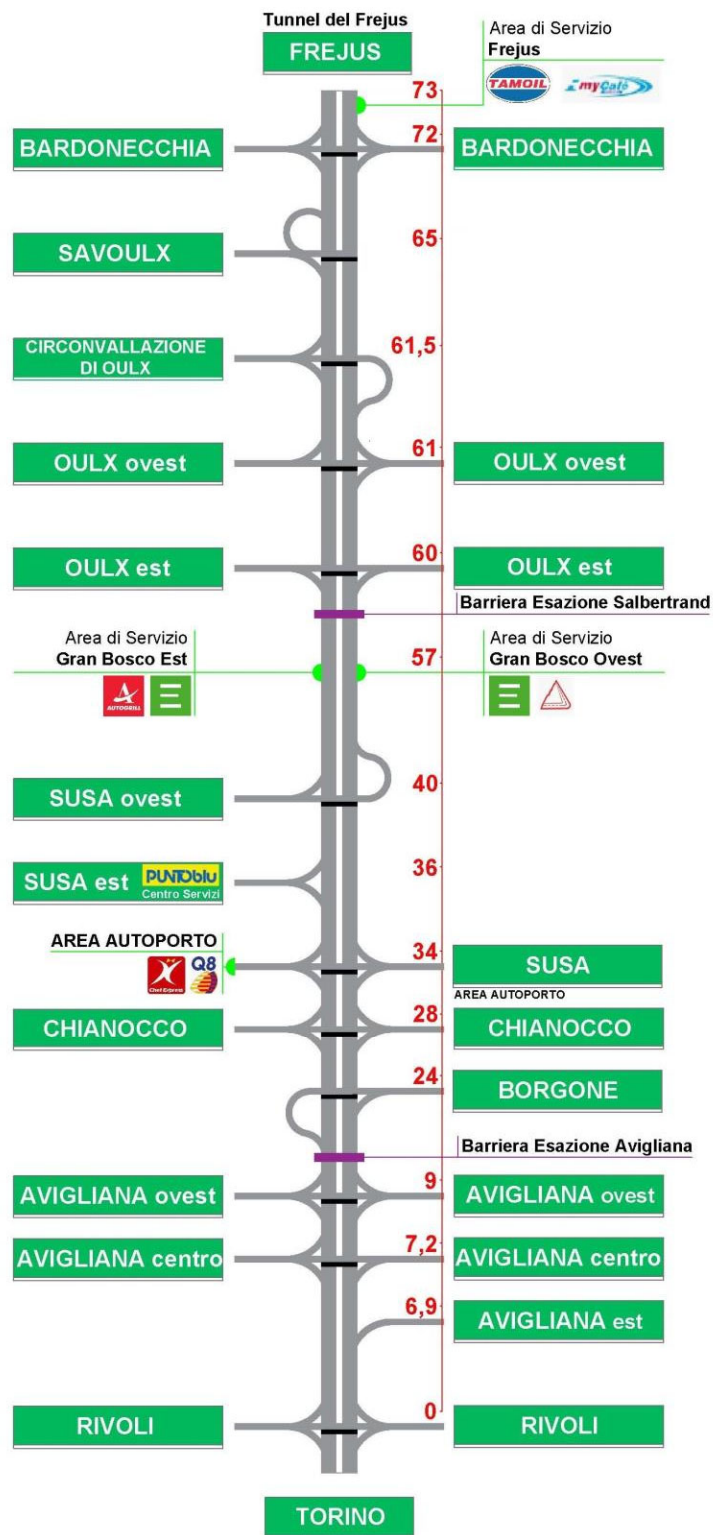 Tunnel del Frejus
FREJUS
Area di Servizio
Frejus
TAMOIL
myCafé
73
72
BARDONECCHIA
BARDONECCHIA
65
SAVOULX
61,5
CIRCONVALLAZIONE
DI OULX
61
OULX ovest
OULX ovest
60
OULX est
OULX est
Barriera Esazione Salbertrand
Area di Servizio
Gran Bosco Est
AUTOGRILL
57
Area di Servizio
Gran Bosco Ovest
40
SUSA ovest
36
SUSA est
PUNTOblu
Centro Servizi
AREA AUTOPORTO
Chef Express
Q8
34
SUSA
AREA AUTOPORTO
28
CHIANOCCO
CHIANOCCO
24
BORGONE
Barriera Esazione Avigliana
9
AVIGLIANA ovest
AVIGLIANA ovest
7,2
AVIGLIANA centro
AVIGLIANA centro
6,9
AVIGLIANA est
0
RIVOLI
RIVOLI
TORINO